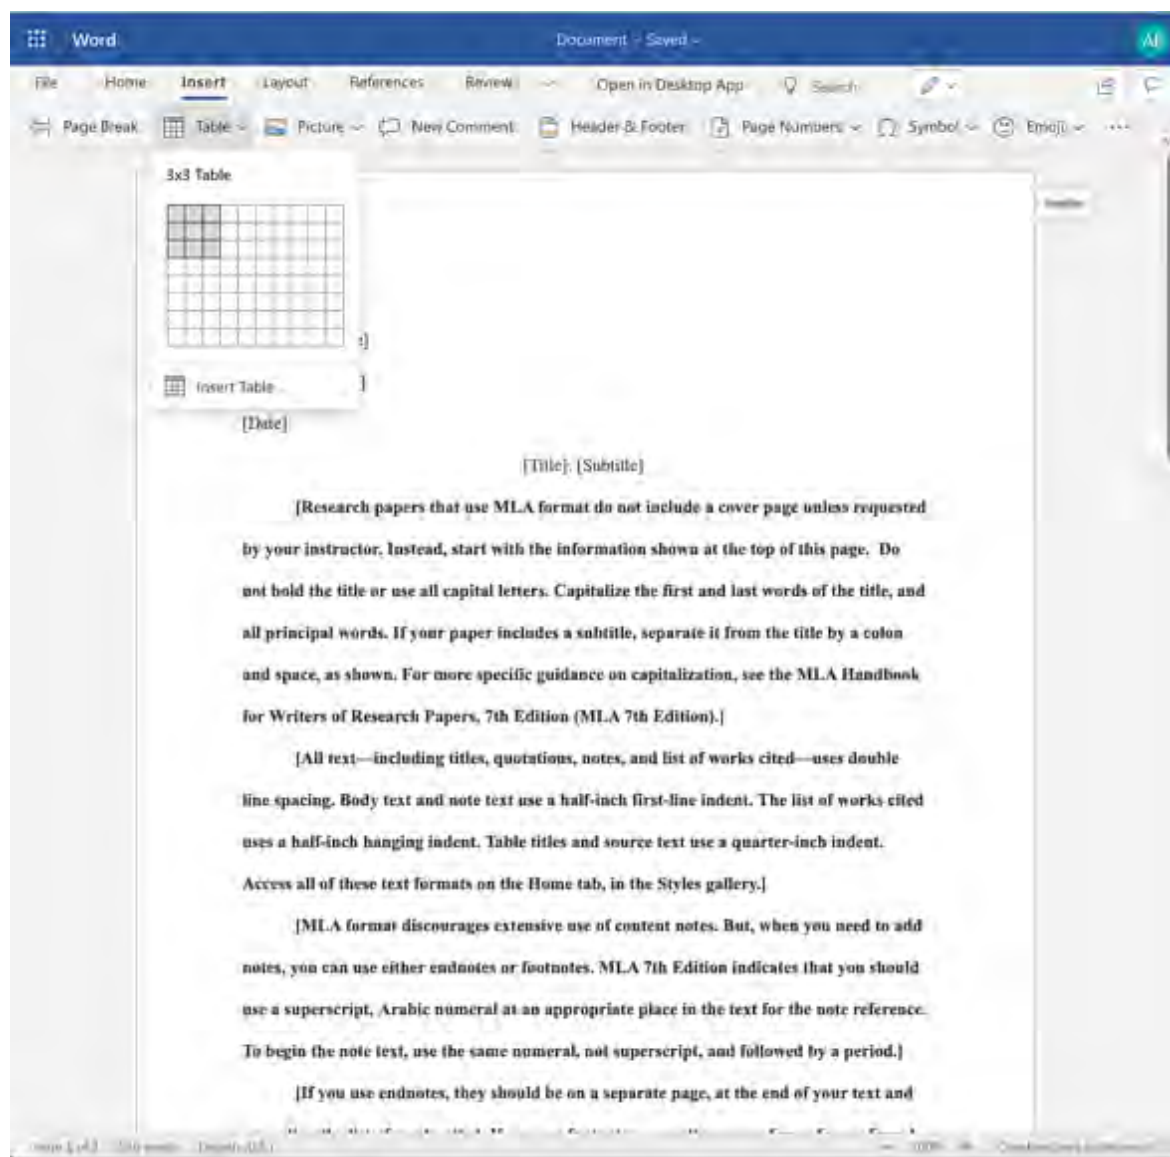 Word
Document - Saved
File Home Insert Layout References Review Open in Desktop App Search
Page Break Table Picture New Comment Header & Footer Page Numbers Symbol Emoji
3x3 Table
Insert Table
[Date]
[Title]: [Subtitle]
[Research papers that use MLA format do not include a cover page unless requested
by your instructor. Instead, start with the information shown at the top of this page.  Do
not bold the title or use all capital letters. Capitalize the first and last words of the title, and
all principal words. If your paper includes a subtitle, separate it from the title by a colon
and space, as shown. For more specific guidance on capitalization, see the MLA Handbook
for Writers of Research Papers, 7th Edition (MLA 7th Edition).]
[All text—including titles, quotations, notes, and list of works cited—uses double
line spacing. Body text and note text use a half-inch first-line indent. The list of works cited
uses a half-inch hanging indent. Table titles and source text use a quarter-inch indent.
Access all of these text formats on the Home tab, in the Styles gallery.]
[MLA format discourages extensive use of content notes. But, when you need to add
notes, you can use either endnotes or footnotes. MLA 7th Edition indicates that you should
use a superscript, Arabic numeral at an appropriate place in the text for the note reference.
To begin the note text, use the same numeral, not superscript, and followed by a period.]
[If you use endnotes, they should be on a separate page, at the end of your text and